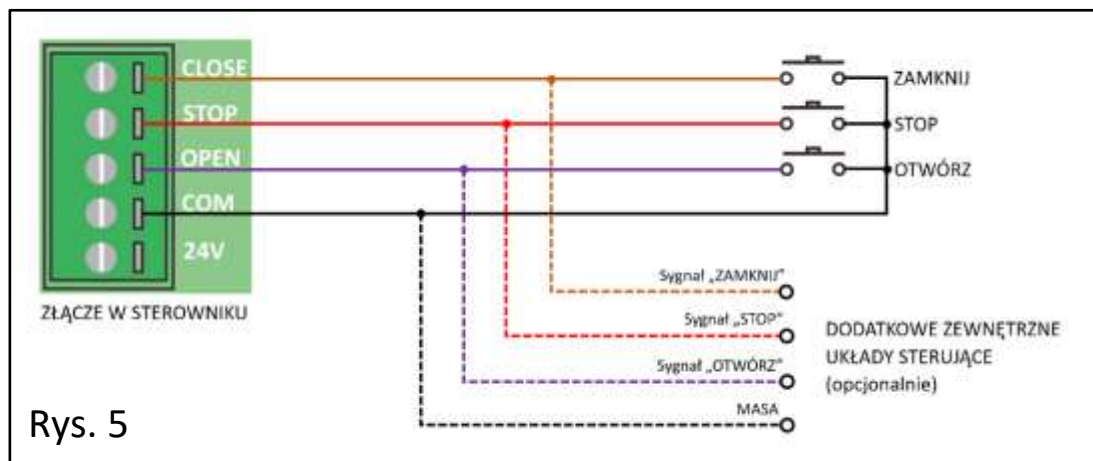 CLOSE
STOP
OPEN
COM
24V
ZŁĄCZE W STEROWNIKU
ZAMKNIJ
STOP
OTWÓRZ
Sygnał „ZAMKNIJ”
Sygnał „STOP”
Sygnał „OTWÓRZ”
MASA
DODATKOWE ZEWNĘTRZNE
UKŁADY STERUJĄCE
(opcjonalnie)
Rys. 5